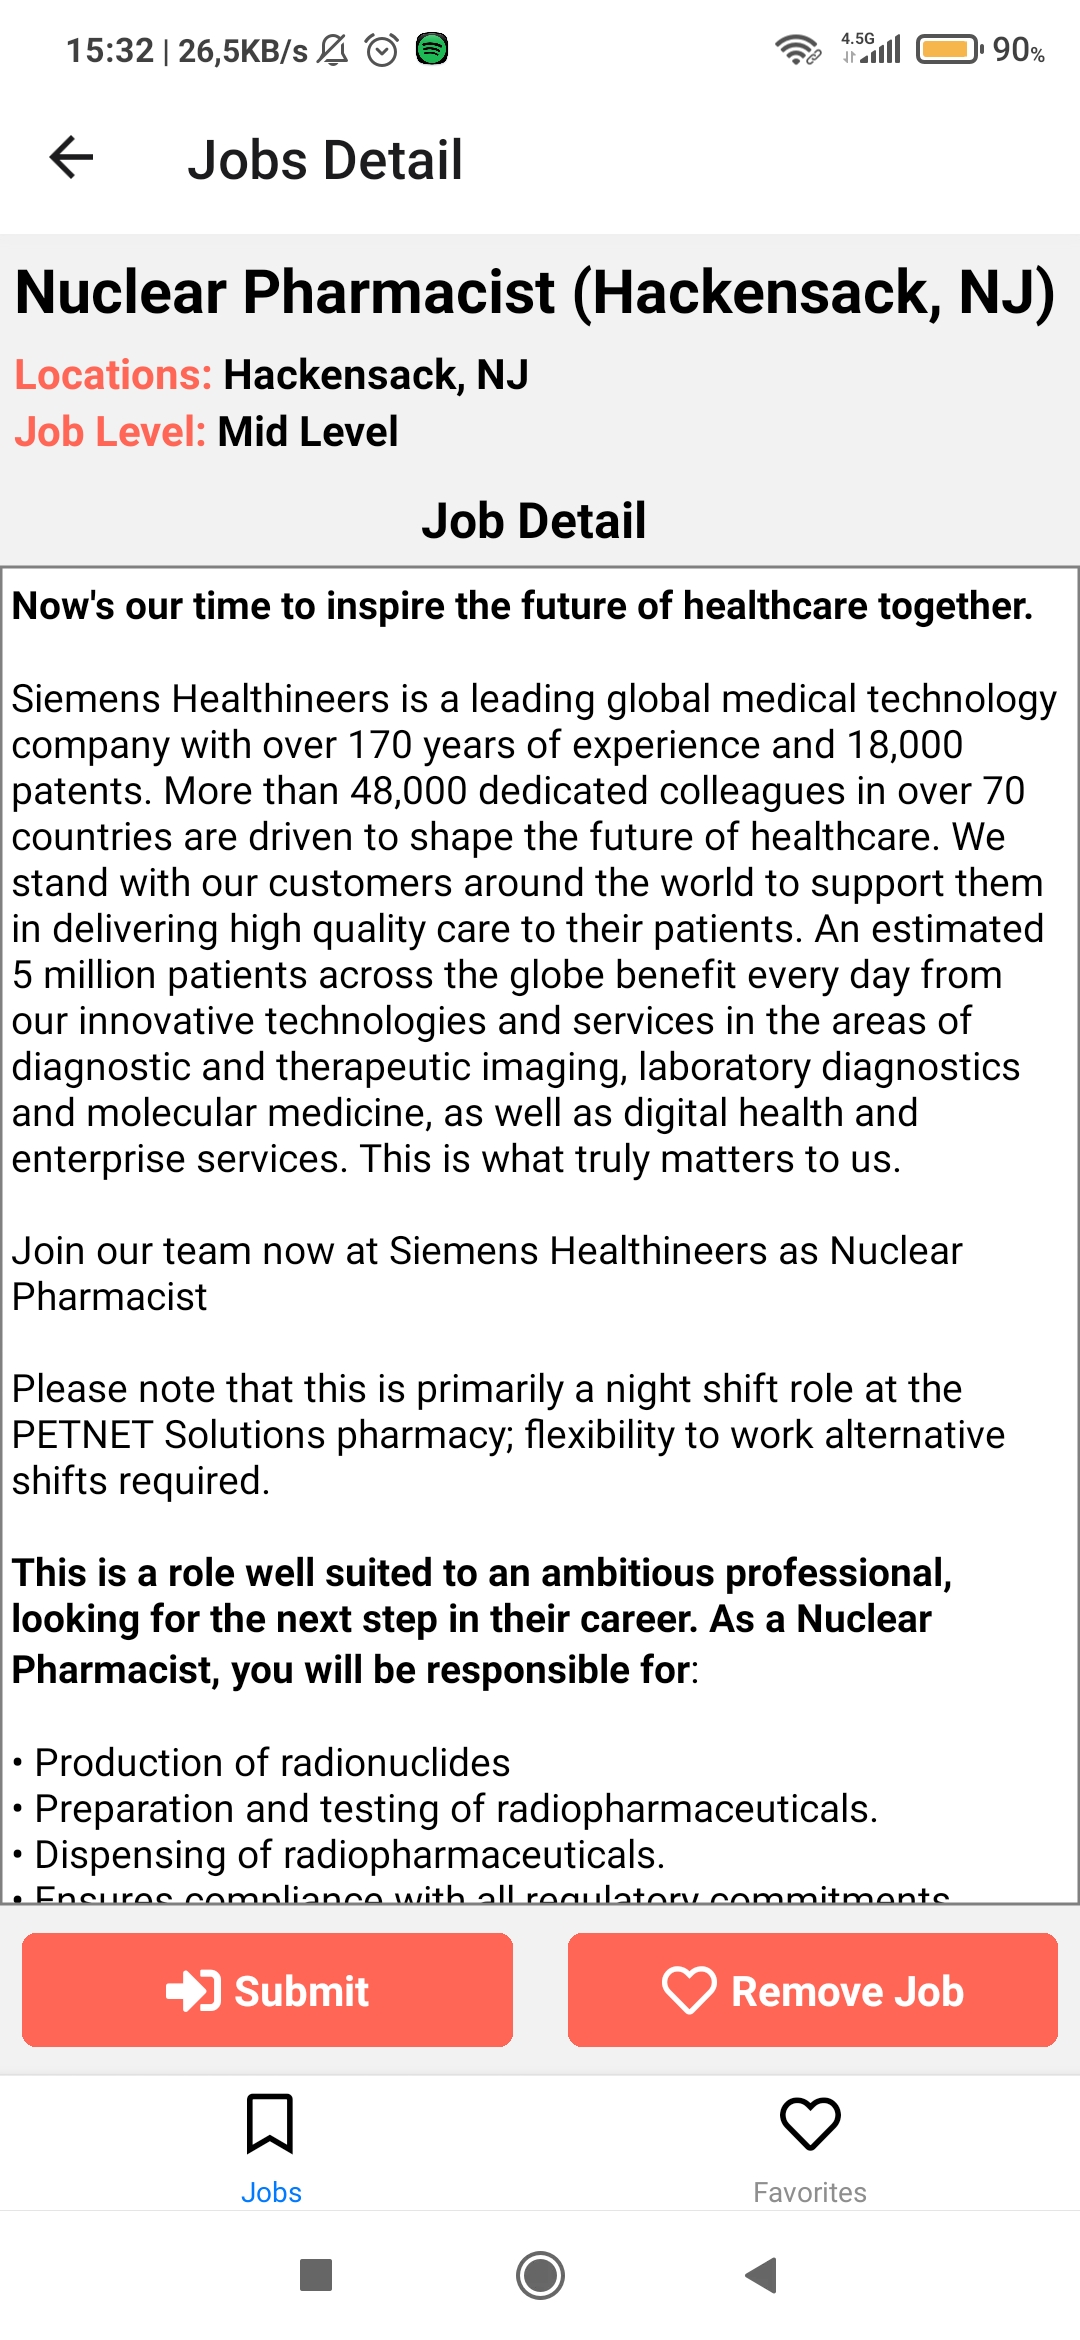 15:32 | 26,5KB/s
4.5G
90%
Jobs Detail
Nuclear Pharmacist (Hackensack, NJ)
Locations: Hackensack, NJ
Job Level: Mid Level
Job Detail
Now's our time to inspire the future of healthcare together.
Siemens Healthineers is a leading global medical technology
company with over 170 years of experience and 18,000
patents. More than 48,000 dedicated colleagues in over 70
countries are driven to shape the future of healthcare. We
stand with our customers around the world to support them
in delivering high quality care to their patients. An estimated
5 million patients across the globe benefit every day from
our innovative technologies and services in the areas of
diagnostic and therapeutic imaging, laboratory diagnostics
and molecular medicine, as well as digital health and
enterprise services. This is what truly matters to us.
Join our team now at Siemens Healthineers as Nuclear
Pharmacist
Please note that this is primarily a night shift role at the
PETNET Solutions pharmacy; flexibility to work alternative
shifts required.
This is a role well suited to an ambitious professional,
looking for the next step in their career. As a Nuclear
Pharmacist, you will be responsible for:
• Production of radionuclides
• Preparation and testing of radiopharmaceuticals.
• Dispensing of radiopharmaceuticals.
• Ensures compliance with all regulatory commitments
Submit
Remove Job
Jobs
Favorites